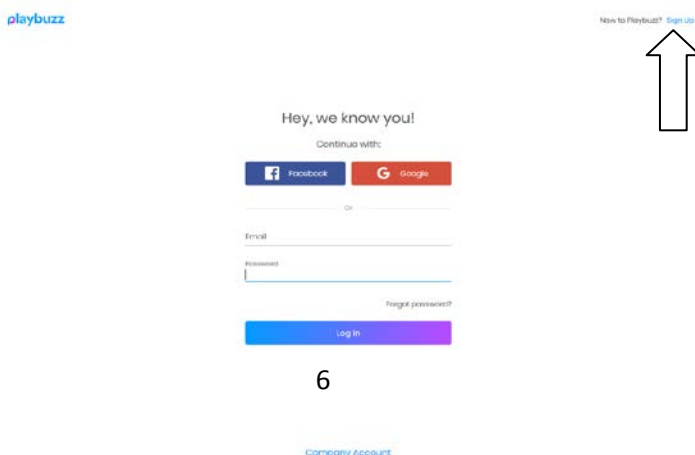 playbuzz
New to Playbuzz? Sign Up
Hey, we know you!
Continue with:
Facebook
G Google
Or
Email
Password
Forgot password?
Log in
6
Company Account